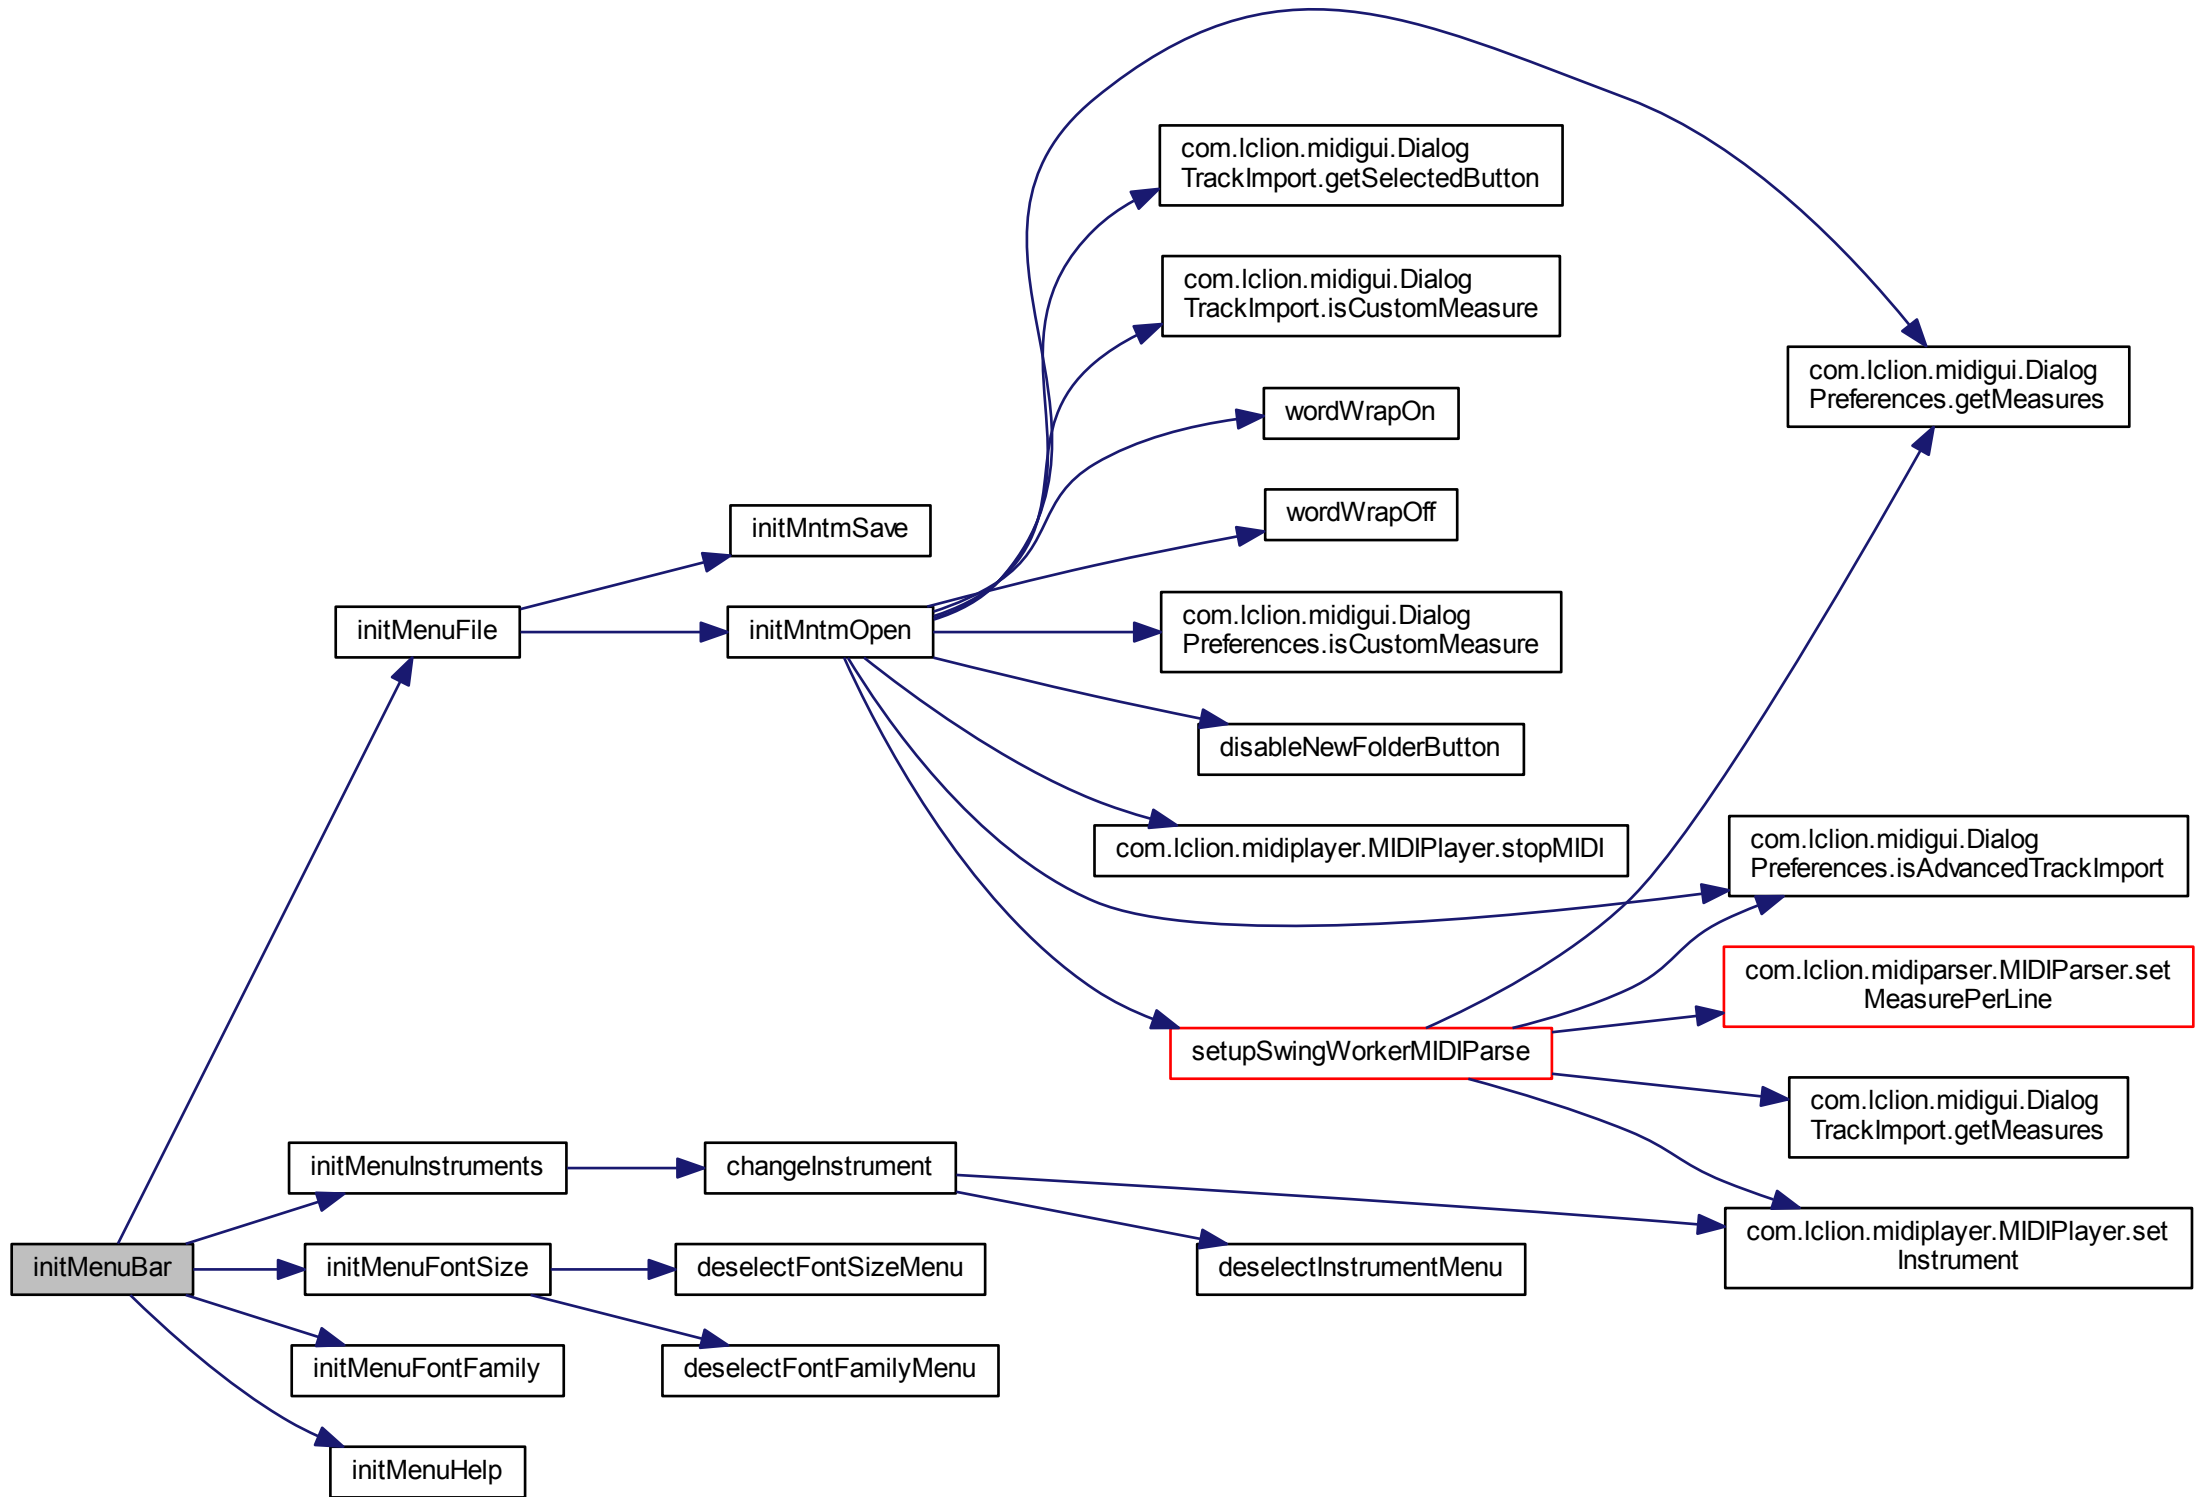 com.lclion.midigui.Dialog
TrackImport.getSelectedButton
com.lclion.midigui.Dialog
TrackImport.isCustomMeasure
com.lclion.midigui.Dialog
Preferences.getMeasures
wordWrapOn
wordWrapOff
initMntmSave
initMenuFile
initMntmOpen
com.lclion.midigui.Dialog
Preferences.isCustomMeasure
disableNewFolderButton
com.lclion.midiplayer.MIDIPlayer.stopMIDI
com.lclion.midigui.Dialog
Preferences.isAdvancedTrackImport
com.lclion.midiparser.MIDIParser.set
MeasurePerLine
setupSwingWorkerMIDIParse
com.lclion.midigui.Dialog
TrackImport.getMeasures
initMenuInstruments
changeInstrument
com.lclion.midiplayer.MIDIPlayer.set
Instrument
initMenuBar
initMenuFontSize
deselectFontSizeMenu
deselectInstrumentMenu
initMenuFontFamily
deselectFontFamilyMenu
initMenuHelp